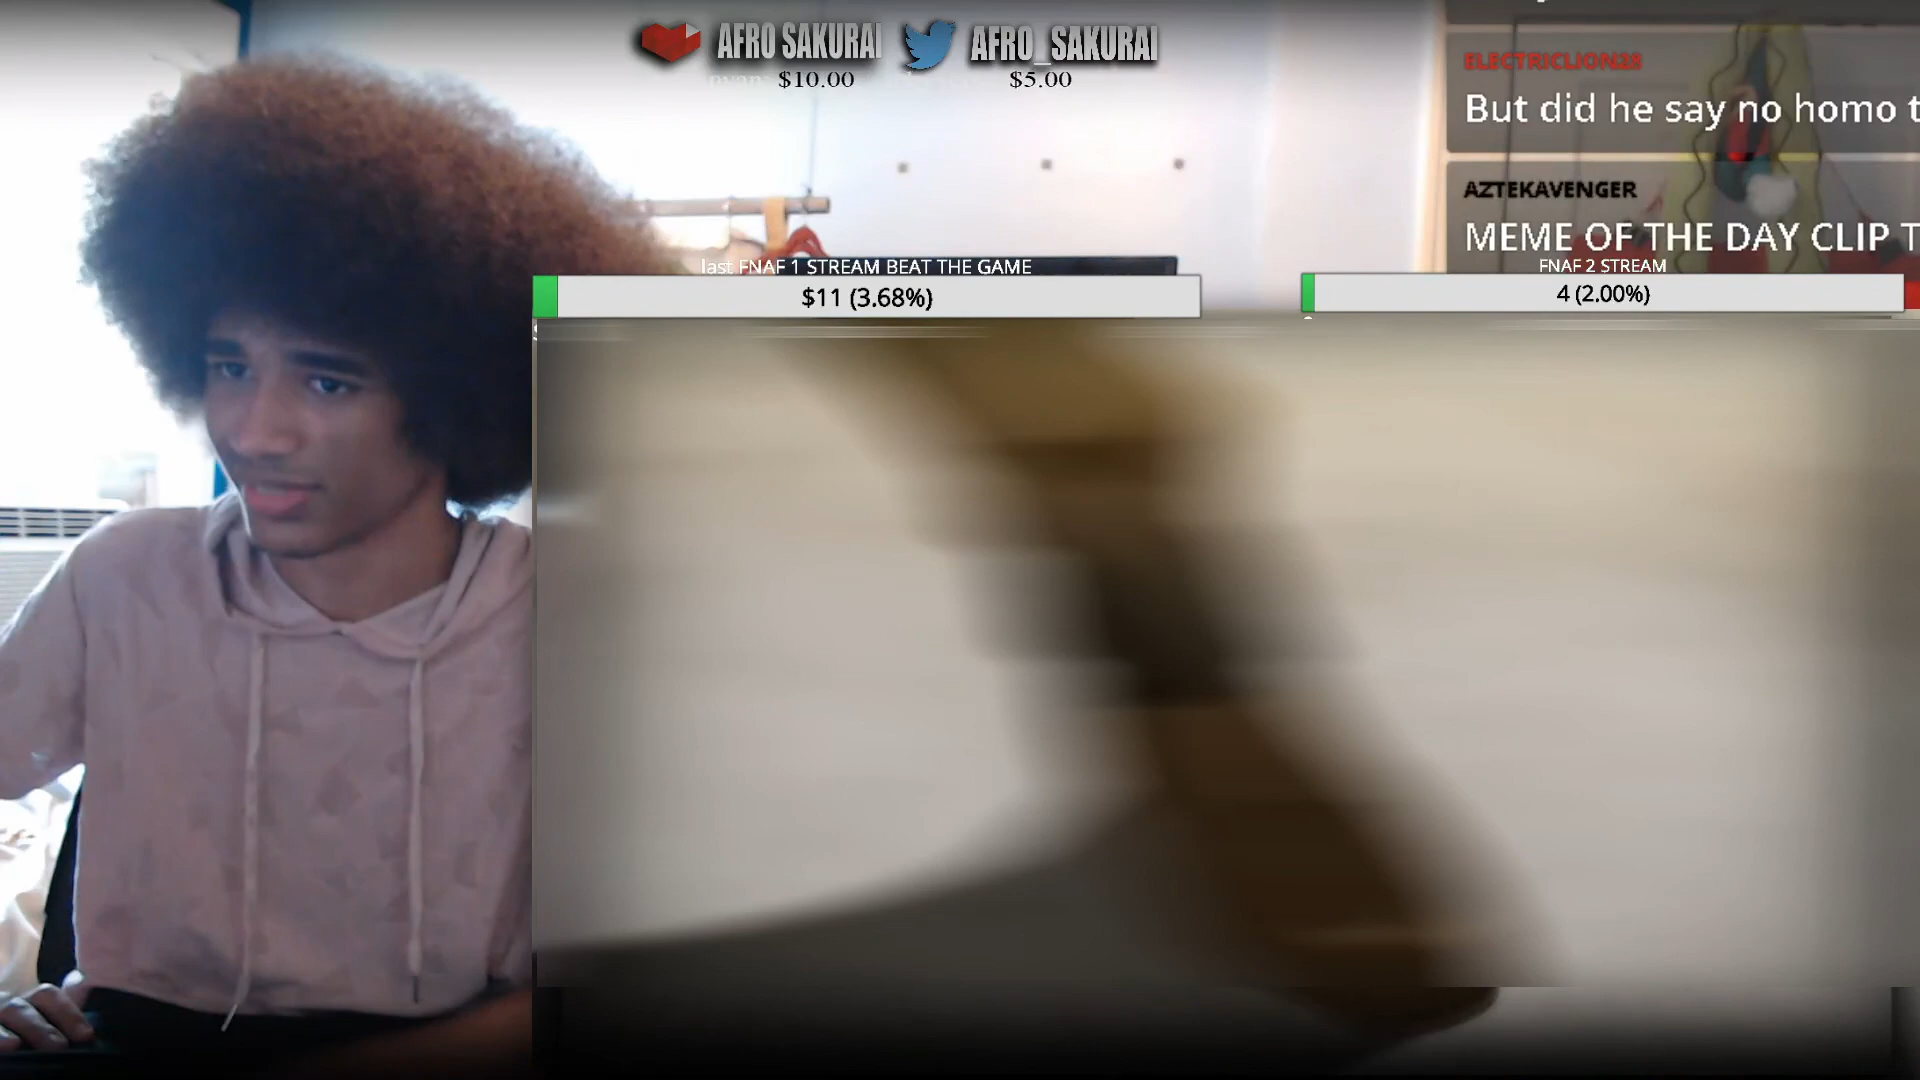 AFRO SAKURAI
AFRO_SAKURAI
$10.00
$5.00
ELECTRICLION28
But did he say no homo t
AZTEKAVENGER
MEME OF THE DAY CLIP T
last FNAF 1 STREAM BEAT THE GAME
$11 (3.68%)
FNAF 2 STREAM
4 (2.00%)